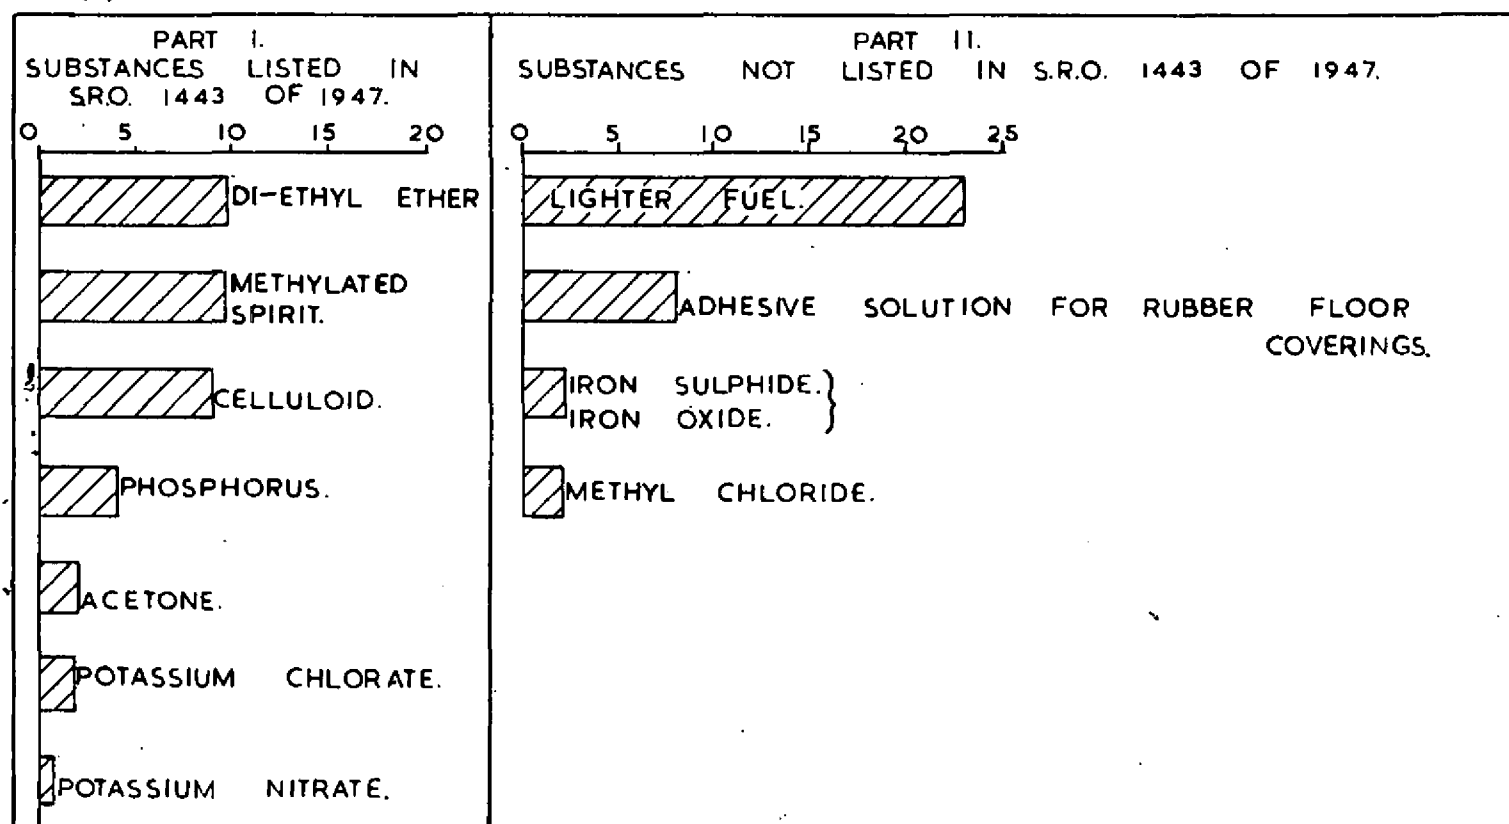 PART I.
SUBSTANCES LISTED IN
S.R.O. 1443 OF 1947.
0 5 10 15 20
DI-ETHYL ETHER
METHYLATED
SPIRIT.
CELLULOID.
PHOSPHORUS.
ACETONE.
POTASSIUM CHLORATE.
POTASSIUM NITRATE.
PART II.
SUBSTANCES NOT LISTED IN S.R.O. 1443 OF 1947.
0 5 10 15 20 25
LIGHTER FUEL.
ADHESIVE SOLUTION FOR RUBBER FLOOR
COVERINGS.
IRON SULPHIDE.
IRON OXIDE.
METHYL CHLORIDE.